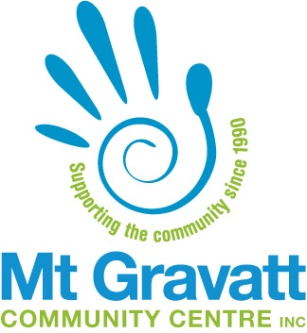 Supporting the community since 1990
Mt Gravatt
COMMUNITY CENTRE INC